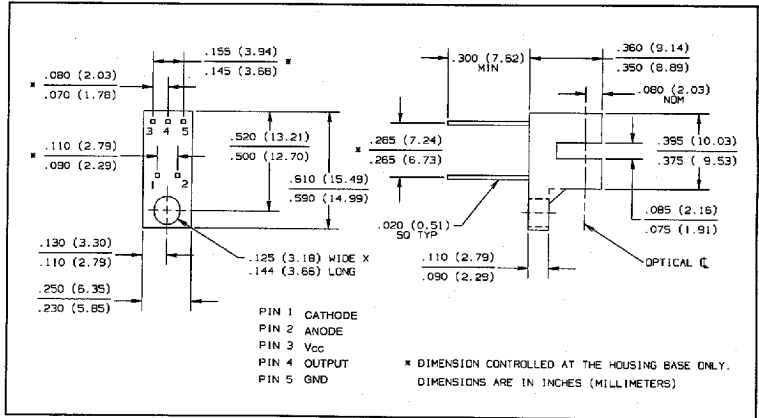 .155 (3.94)
.145 (3.68) *
* .080 (2.03)
.070 (1.78)
3 4 5
* .110 (2.79)
.090 (2.29)
1 2
.520 (13.21)
.500 (12.70)
.610 (15.49)
.590 (14.99)
.130 (3.30)
.110 (2.79)
.250 (6.35)
.230 (5.85)
.125 (3.18) WIDE X
.144 (3.66) LONG
PIN 1 CATHODE
PIN 2 ANODE
PIN 3 Vcc
PIN 4 OUTPUT
PIN 5 GND
.300 (7.62)
MIN
.360 (9.14)
.350 (8.89)
.080 (2.03)
NOM
* .285 (7.24)
.265 (6.73)
.395 (10.03)
.375 ( 9.53)
.020 (0.51)
SQ TYP
.085 (2.16)
.075 (1.91)
.110 (2.79)
.090 (2.29)
OPTICAL ℄
* DIMENSION CONTROLLED AT THE HOUSING BASE ONLY.
DIMENSIONS ARE IN INCHES (MILLIMETERS)